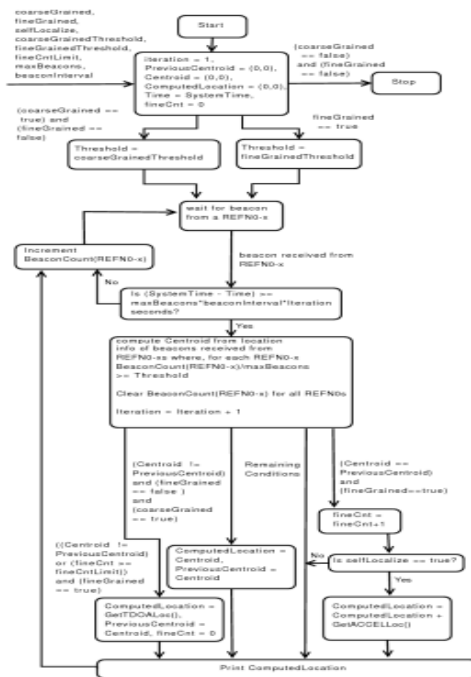 coarseGrained,
fineGrained,
selfLocalize,
coarseGrainedThreshold,
fineGrainedThreshold,
fineCntLimit,
maxBeacons,
beaconInterval
Start
iteration = 1,
PreviousCentroid = (0,0),
Centroid = (0,0),
ComputedLocation = (0,0),
Time = SystemTime,
fineCnt = 0
(coarseGrained
== false)
and (fineGrained
== false)
Stop
(coarseGrained ==
true) and
(fineGrained ==
false)
fineGrained
== true
Threshold =
coarseGrainedThreshold
Threshold =
fineGrainedThreshold
wait for beacon
from a REFN0-s
Increment
BeaconCount(REFN0-x)
beacon received from
REFN0-x
No
Is (SystemTime - Time) >=
maxBeacons*beaconInterval*Iteration
seconds?
Yes
compute Centroid from location
info of beacons received from
REFN0-xs where, for each REFN0-x
BeaconCount(REFN0-x)/maxBeacons
>= Threshold
Clear BeaconCount(REFN0-x) for all REFN0s
Iteration = Iteration + 1
(Centroid !=
PreviousCentroid)
and (fineGrained
== false )
and
(coarseGrained
== true)
Remaining
Conditions
(Centroid ==
PreviousCentroid)
and
(fineGrained==true)
fineCnt =
fineCnt+1
((Centroid !=
PreviousCentroid)
or (fineCnt >=
fineCntLimit))
and (fineGrained
== true)
ComputedLocation =
Centroid,
PreviousCentroid =
Centroid
No
Is selfLocalize == true?
Yes
ComputedLocation =
GetTDOALoc(),
PreviousCentroid =
Centroid, fineCnt = 0
ComputedLocation =
ComputedLocation +
GetACCELLoc()
Print ComputedLocation